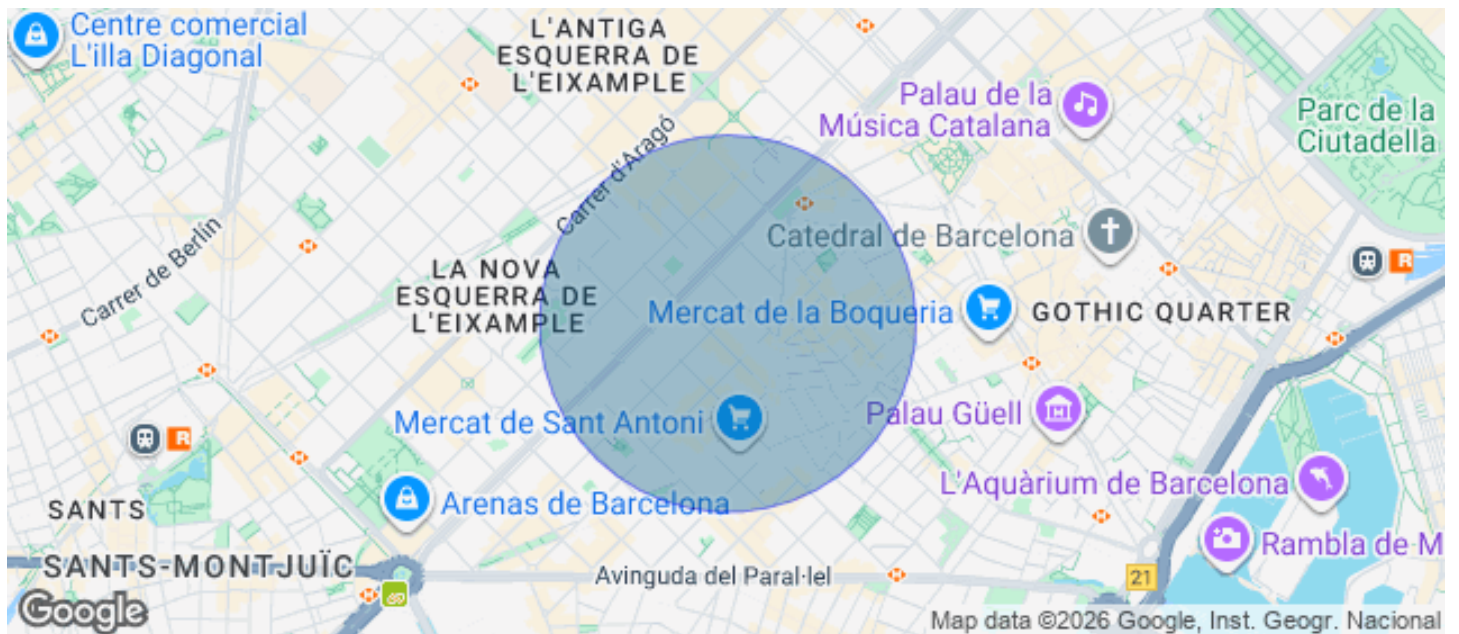 Centre comercial
L'illa Diagonal
L'ANTIGA
ESQUERRA DE
L'EIXAMPLE
Palau de la
Música Catalana
Parc de la
Ciutadella
Carrer d'Aragó
Carrer de Berlín
Catedral de Barcelona
LA NOVA
ESQUERRA DE
L'EIXAMPLE
Mercat de la Boqueria
GOTHIC QUARTER
R
Mercat de Sant Antoni
Palau Güell
R
Arenas de Barcelona
L'Aquàrium de Barcelona
SANTS
Rambla de M
SANTS-MONTJUÏC
Avinguda del Paral·lel
21
Google
Map data ©2026 Google, Inst. Geogr. Nacional